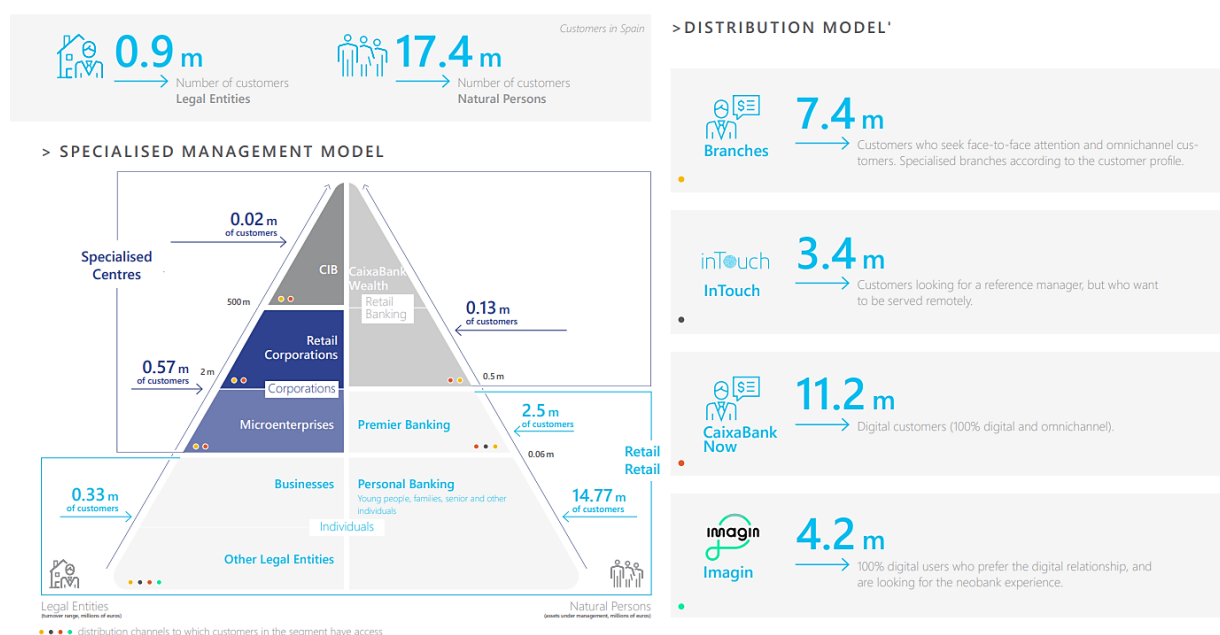 Customers in Spain
0.9 m
Number of customers
Legal Entities
17.4 m
Number of customers
Natural Persons
> SPECIALISED MANAGEMENT MODEL
Specialised
Centres
0.02 m
of customers
500 m
0.57 m
of customers
2 m
CIB
CaixaBank
Wealth
Retail
Banking
0.13 m
of customers
0.5 m
Retail
Corporations
Corporations
Microenterprises
Premier Banking
2.5 m
of customers
0.06 m
Retail
Retail
0.33 m
of customers
Businesses
Personal Banking
Young people, families, senior and other
individuals
14.77 m
of customers
Individuals
Other Legal Entities
Legal Entities
(turnover range, millions of euros)
Natural Persons
(assets under management, millions of euros)
distribution channels to which customers in the segment have access
>DISTRIBUTION MODEL'
Branches
7.4 m
Customers who seek face-to-face attention and omnichannel cus-
tomers. Specialised branches according to the customer profile.
inTouch
InTouch
3.4 m
Customers looking for a reference manager, but who want
to be served remotely.
CaixaBank
Now
11.2 m
Digital customers (100% digital and omnichannel).
imagin
Imagin
4.2 m
100% digital users who prefer the digital relationship, and
are looking for the neobank experience.